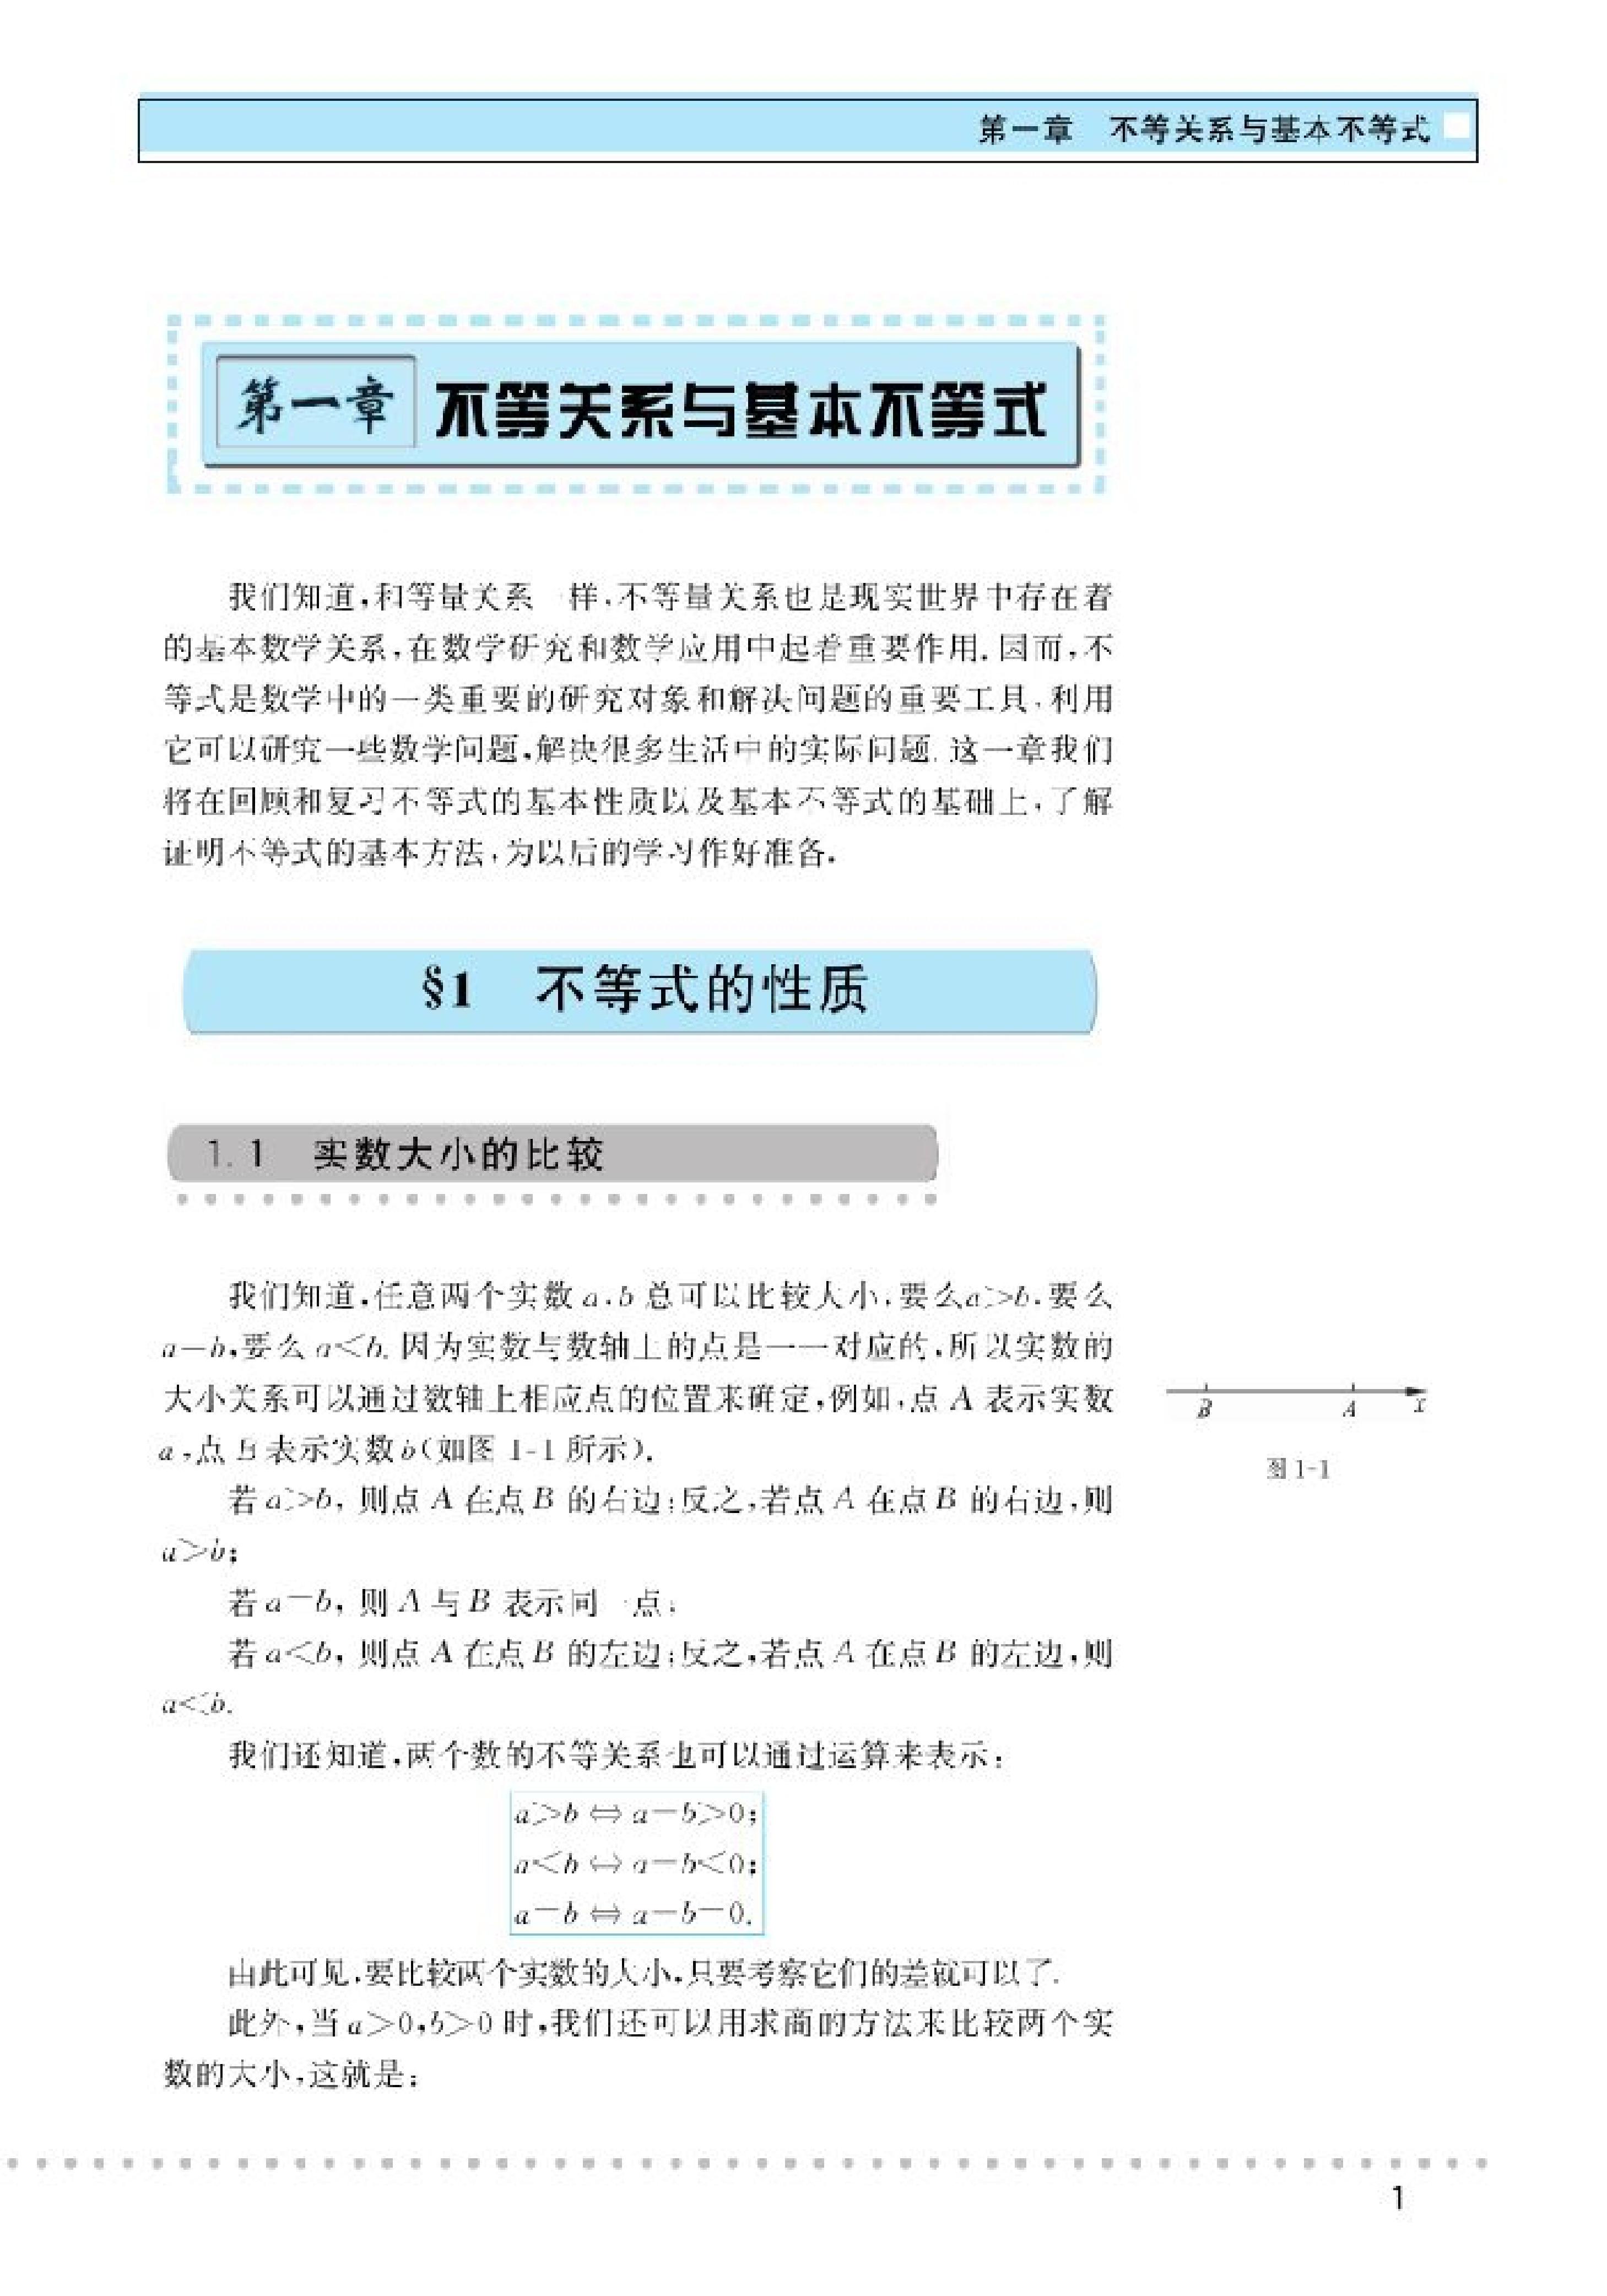 第一章 不等关系与基本不等式
第一章 不等关系与基本不等式
我们知道,和等量关系一样,不等量关系也是现实世界中存在着
的基本数学关系,在数学研究和数学应用中起着重要作用.因而,不
等式是数学中的一类重要的研究对象和解决问题的重要工具,利用
它可以研究一些数学问题,解决很多生活中的实际问题.这一章我们
将在回顾和复习不等式的基本性质以及基本不等式的基础上,了解
证明不等式的基本方法,为以后的学习作好准备.
§1 不等式的性质
1.1 实数大小的比较
我们知道,任意两个实数a,b总可以比较大小,要么a>b,要么
a=b,要么a<b.因为实数与数轴上的点是一一对应的,所以实数的
大小关系可以通过数轴上相应点的位置来确定,例如,点A表示实数
a,点B表示实数b(如图1-1所示).
B A x
图1-1
若a>b,则点A在点B的右边;反之,若点A在点B的右边,则
a>b;
若a=b,则A与B表示同一点;
若a<b,则点A在点B的左边;反之,若点A在点B的左边,则
a<b.
我们还知道,两个数的不等关系也可以通过运算来表示:
a>b⇔a-b>0;
a<b⇔a-b<0;
a=b⇔a-b=0.
由此可见,要比较两个实数的大小,只要考察它们的差就可以了.
此外,当a>0,b>0时,我们还可以用求商的方法来比较两个实
数的大小,这就是:
1